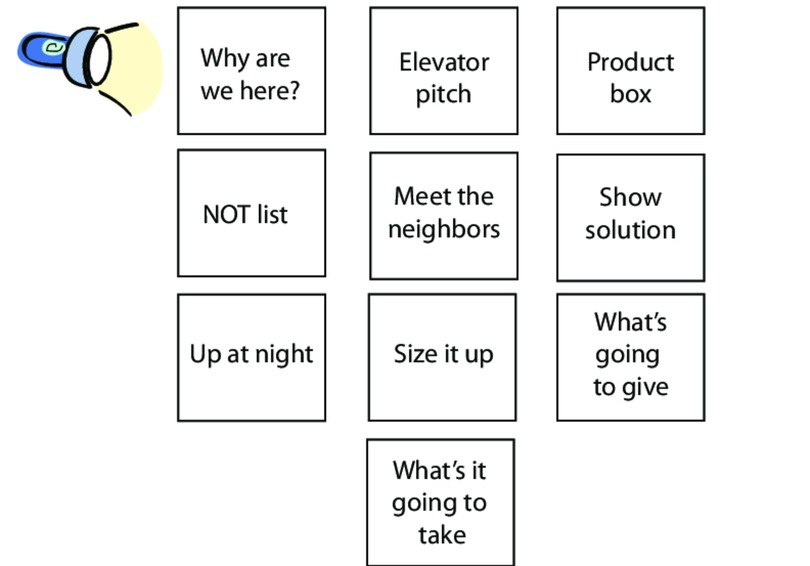 Why are
we here?
Elevator
pitch
Product
box
NOT list
Meet the
neighbors
Show
solution
Up at night
Size it up
What's
going
to give
What's it
going to
take